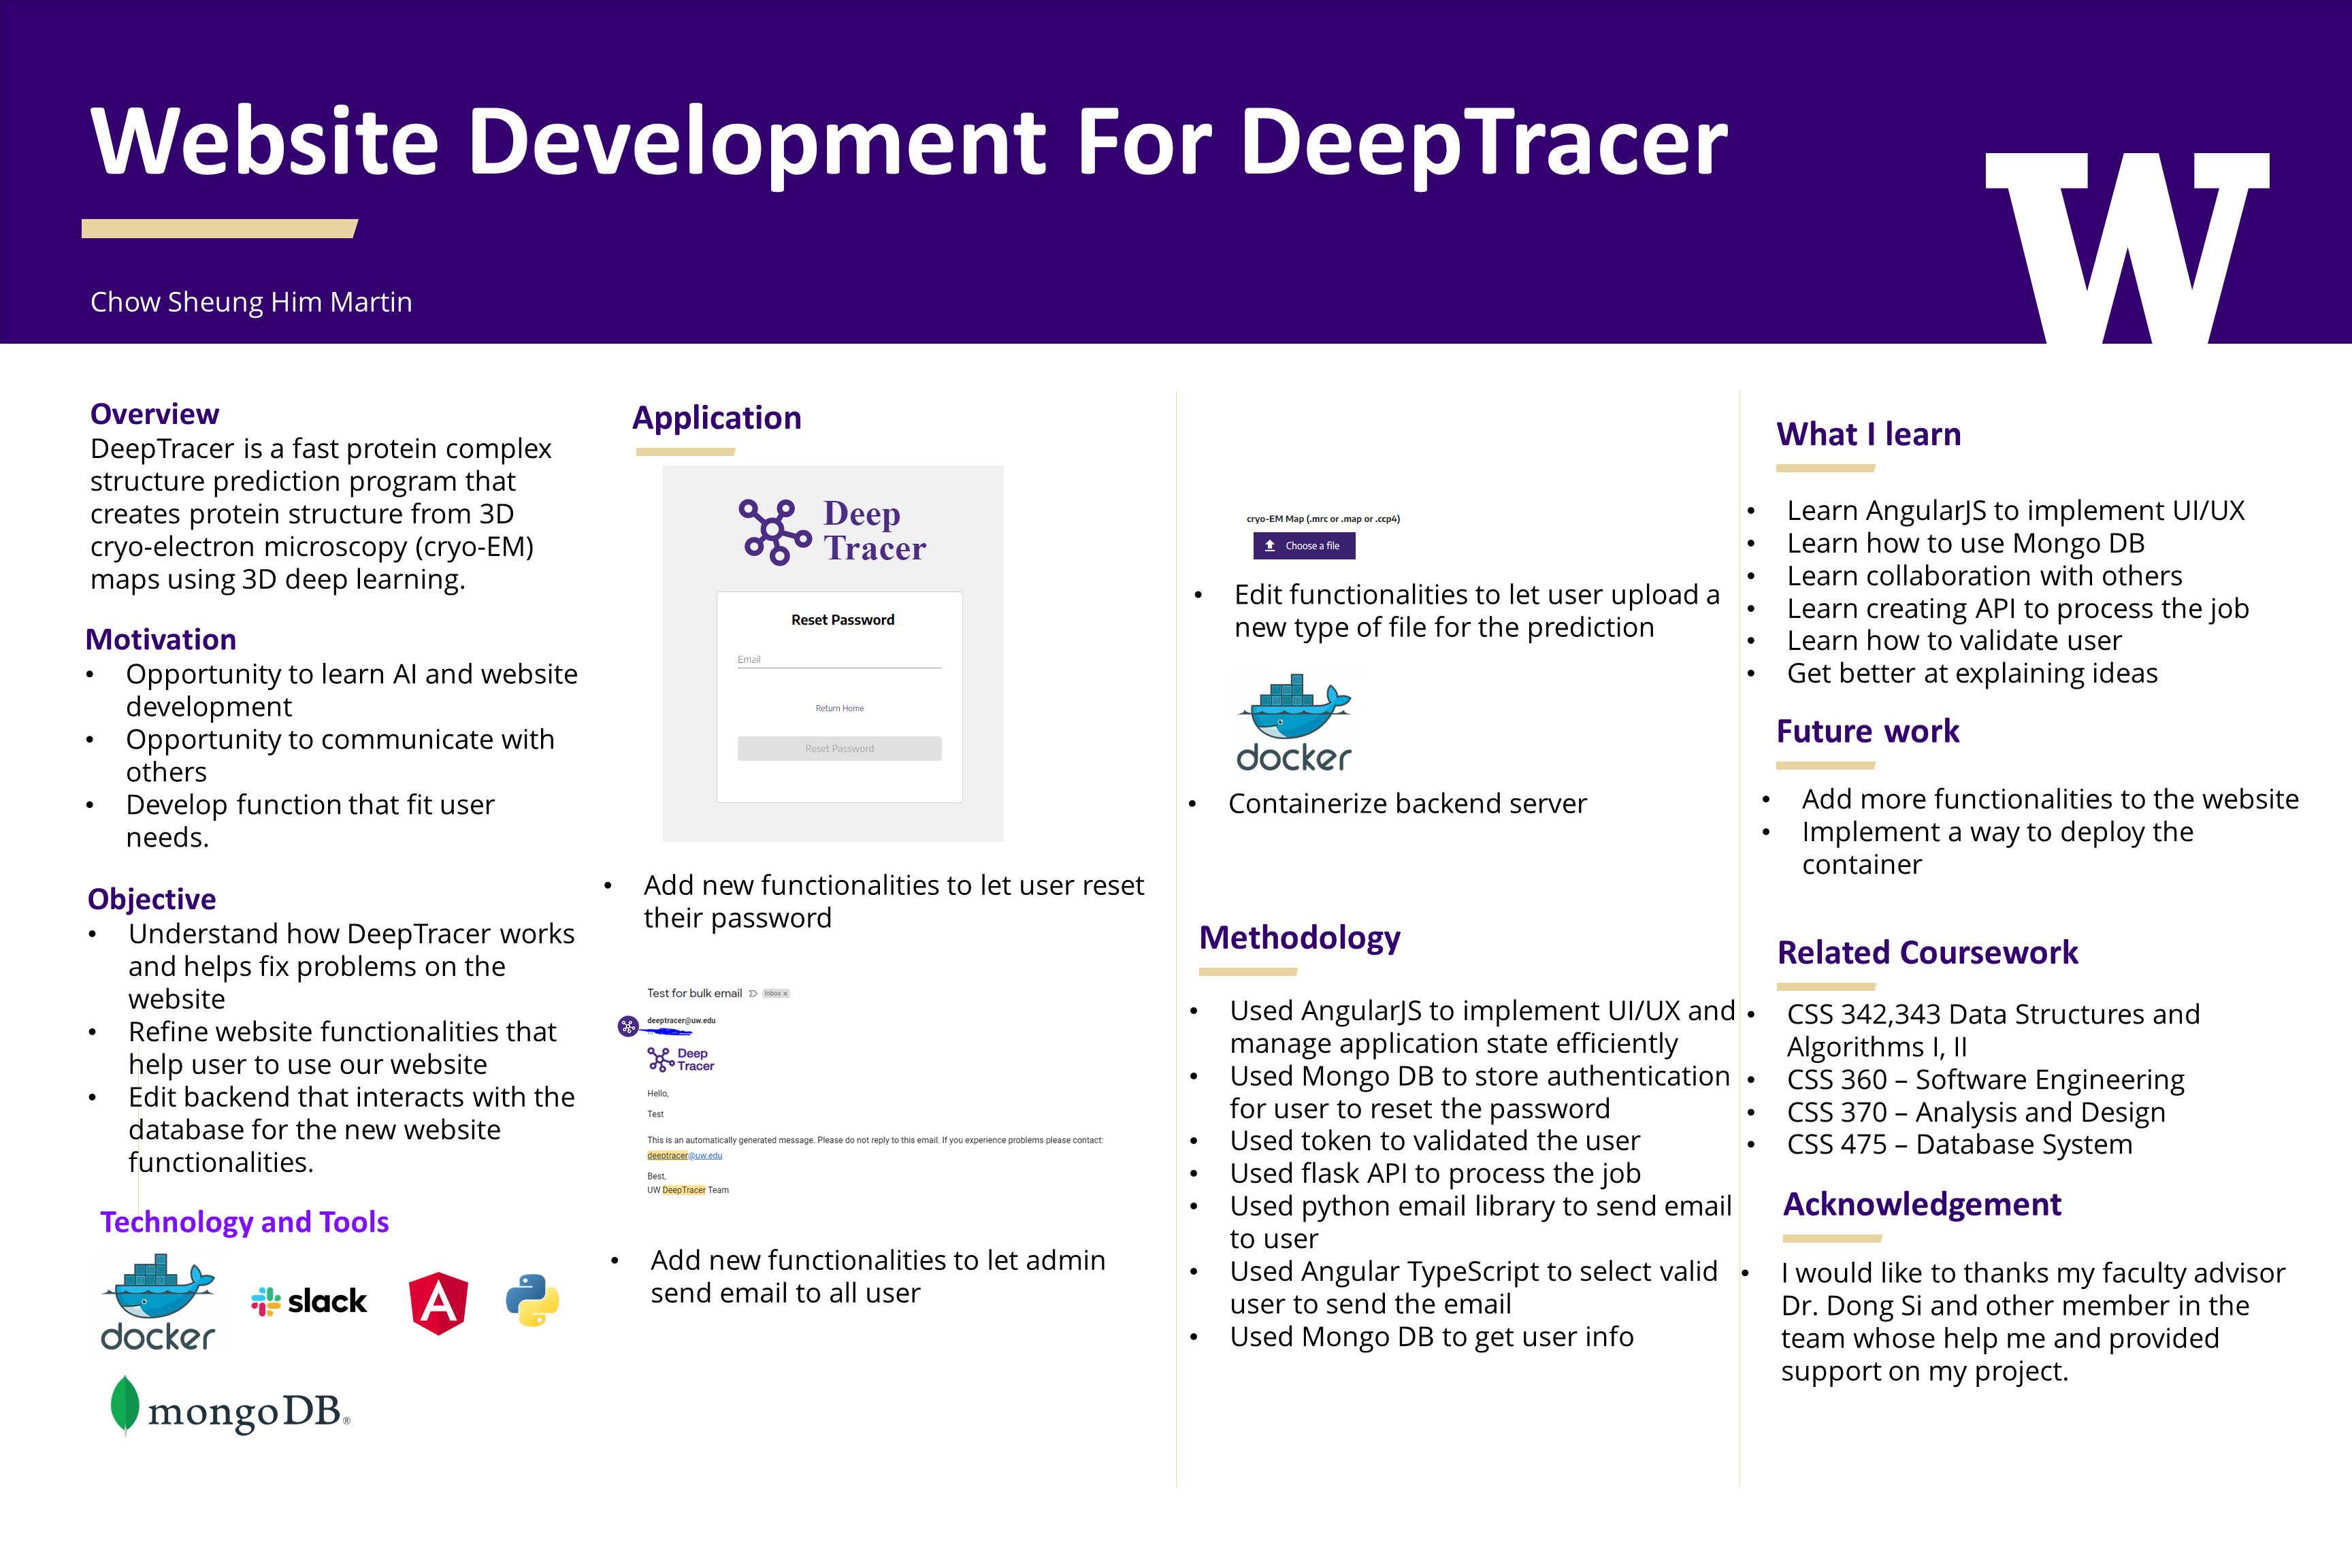 Website Development For DeepTracer
Chow Sheung Him Martin
W
Overview
DeepTracer is a fast protein complex
structure prediction program that
creates protein structure from 3D
cryo-electron microscopy (cryo-EM)
maps using 3D deep learning.
Motivation
• Opportunity to learn AI and website
development
• Opportunity to communicate with
others
• Develop function that fit user
needs.
Objective
• Understand how DeepTracer works
and helps fix problems on the
website
• Refine website functionalities that
help user to use our website
• Edit backend that interacts with the
database for the new website
functionalities.
Technology and Tools
docker
slack
A
mongoDB®
Application
Deep
Tracer
Reset Password
Email
Return Home
Reset Password
• Add new functionalities to let user reset
their password
Test for bulk email Inbox x
deeptracer@uw.edu
Deep
Tracer
Hello,
Test
This is an automatically generated message. Please do not reply to this email. If you experience problems please contact:
deeptracer@uw.edu
Best,
UW DeepTracer Team
• Add new functionalities to let admin
send email to all user
cryo-EM Map (.mrc or .map or .ccp4)
Choose a file
• Edit functionalities to let user upload a
new type of file for the prediction
docker
• Containerize backend server
Methodology
• Used AngularJS to implement UI/UX and
manage application state efficiently
• Used Mongo DB to store authentication
for user to reset the password
• Used token to validated the user
• Used flask API to process the job
• Used python email library to send email
to user
• Used Angular TypeScript to select valid
user to send the email
• Used Mongo DB to get user info
What I learn
• Learn AngularJS to implement UI/UX
• Learn how to use Mongo DB
• Learn collaboration with others
• Learn creating API to process the job
• Learn how to validate user
• Get better at explaining ideas
Future work
• Add more functionalities to the website
• Implement a way to deploy the
container
Related Coursework
• CSS 342,343 Data Structures and
Algorithms I, II
• CSS 360 – Software Engineering
• CSS 370 – Analysis and Design
• CSS 475 – Database System
Acknowledgement
• I would like to thanks my faculty advisor
Dr. Dong Si and other member in the
team whose help me and provided
support on my project.